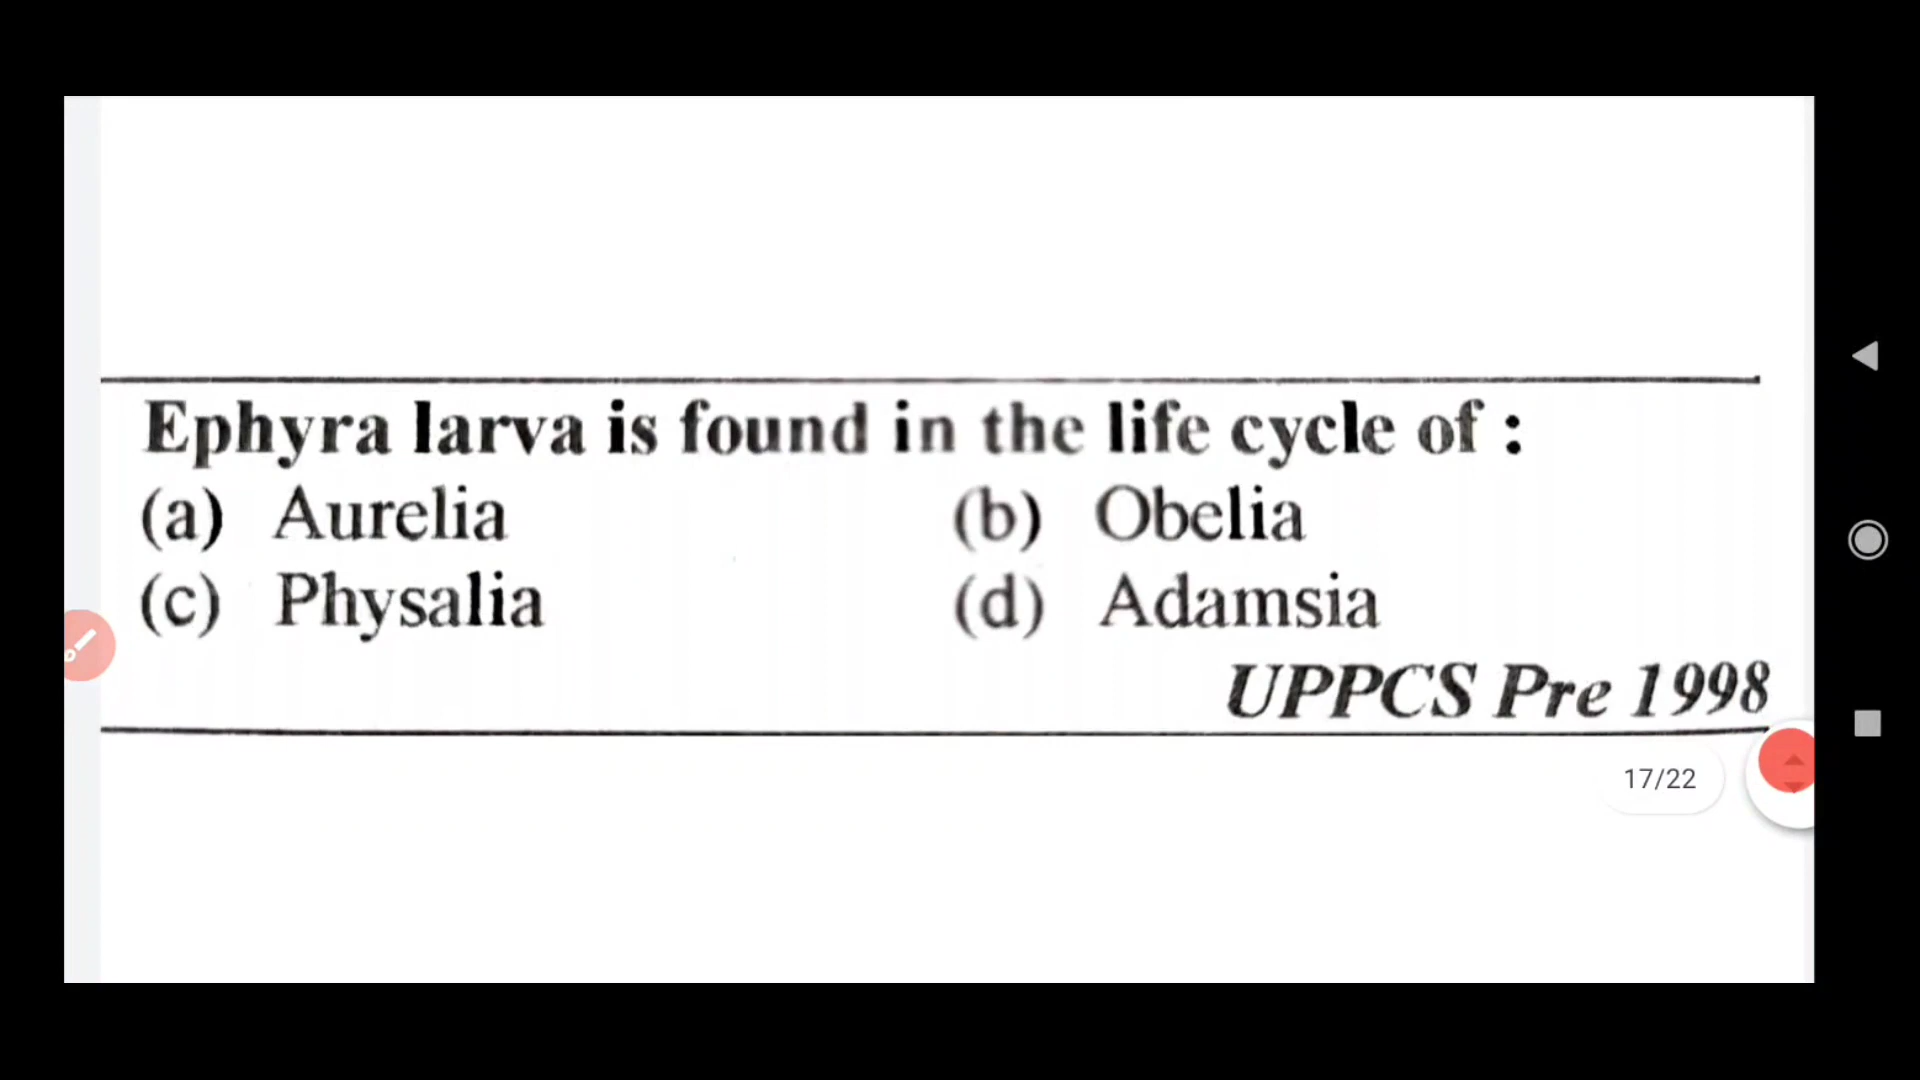 Ephyra larva is found in the life cycle of :
(a) Aurelia (b) Obelia
(c) Physalia (d) Adamsia
UPPCS Pre 1998
17/22